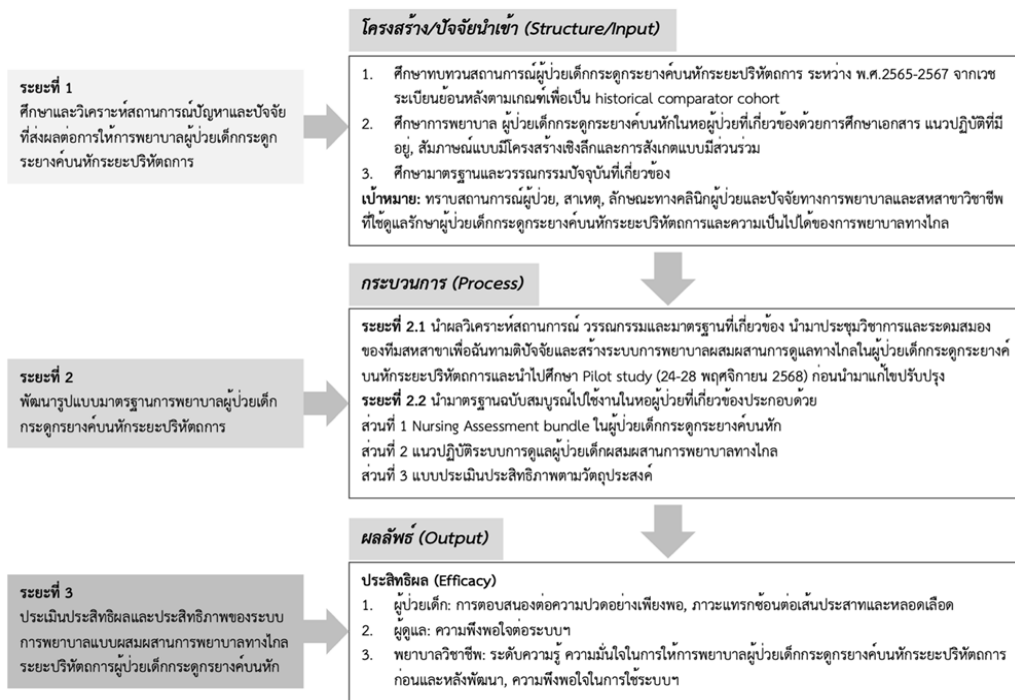 โครงสร้าง/ปัจจัยนำเข้า (Structure/Input)
ระยะที่ 1
ศึกษาและวิเคราะห์สถานการณ์ปัญหาและปัจจัย
ที่ส่งผลต่อการให้การพยาบาลผู้ป่วยเด็กกระดูก
ระยางค์บนหักระยะปริหัตถการ
1. ศึกษาทบทวนสถานการณ์ผู้ป่วยเด็กกระดูกระยางค์บนหักระยะปริหัตถการ ระหว่าง พ.ศ.2565-2567 จากเวช
ระเบียนย้อนหลังตามเกณฑ์เพื่อเป็น historical comparator cohort
2. ศึกษาการพยาบาล ผู้ป่วยเด็กกระดูกระยางค์บนหักในหอผู้ป่วยที่เกี่ยวข้องด้วยการศึกษาเอกสาร แนวปฏิบัติที่มี
อยู่, สัมภาษณ์แบบมีโครงสร้างเชิงลึกและการสังเกตแบบมีส่วนร่วม
3. ศึกษามาตรฐานและวรรณกรรมปัจจุบันที่เกี่ยวข้อง
เป้าหมาย: ทราบสถานการณ์ผู้ป่วย, สาเหตุ, ลักษณะทางคลินิกผู้ป่วยและปัจจัยทางการพยาบาลและสหสาขาวิชาชีพ
ที่ใช้ดูแลรักษาผู้ป่วยเด็กกระดูกระยางค์บนหักระยะปริหัตถการและความเป็นไปได้ของการพยาบาลทางไกล
กระบวนการ (Process)
ระยะที่ 2
พัฒนารูปแบบมาตรฐานการพยาบาลผู้ป่วยเด็ก
กระดูกรยางค์บนหักระยะปริหัตถการ
ระยะที่ 2.1 นำผลวิเคราะห์สถานการณ์ วรรณกรรมและมาตรฐานที่เกี่ยวข้อง นำมาประชุมวิชาการและระดมสมอง
ของทีมสหสาขาเพื่อฉันทามติปัจจัยและสร้างระบบการพยาบาลผสมผสานการดูแลทางไกลในผู้ป่วยเด็กกระดูกระยางค์
บนหักระยะปริหัตถการและนำไปศึกษา Pilot study (24-28 พฤศจิกายน 2568) ก่อนนำมาแก้ไขปรับปรุง
ระยะที่ 2.2 นำมาตรฐานฉบับสมบูรณ์ไปใช้งานในหอผู้ป่วยที่เกี่ยวข้องประกอบด้วย
ส่วนที่ 1 Nursing Assessment bundle ในผู้ป่วยเด็กกระดูกระยางค์บนหัก
ส่วนที่ 2 แนวปฏิบัติระบบการดูแลผู้ป่วยเด็กผสมผสานการพยาบาลทางไกล
ส่วนที่ 3 แบบประเมินประสิทธิภาพตามวัตถุประสงค์
ผลลัพธ์ (Output)
ระยะที่ 3
ประเมินประสิทธิผลและประสิทธิภาพของระบบ
การพยาบาลแบบผสมผสานการพยาบาลทางไกล
ระยะปริหัตถการผู้ป่วยเด็กกระดูกรยางค์บนหัก
ประสิทธิผล (Efficacy)
1. ผู้ป่วยเด็ก: การตอบสนองต่อความปวดอย่างเพียงพอ, ภาวะแทรกซ้อนต่อเส้นประสาทและหลอดเลือด
2. ผู้ดูแล: ความพึงพอใจต่อระบบฯ
3. พยาบาลวิชาชีพ: ระดับความรู้ ความมั่นใจในการให้การพยาบาลผู้ป่วยเด็กกระดูกรยางค์บนหักระยะปริหัตถการ
ก่อนและหลังพัฒนา, ความพึงพอใจในการใช้ระบบฯ